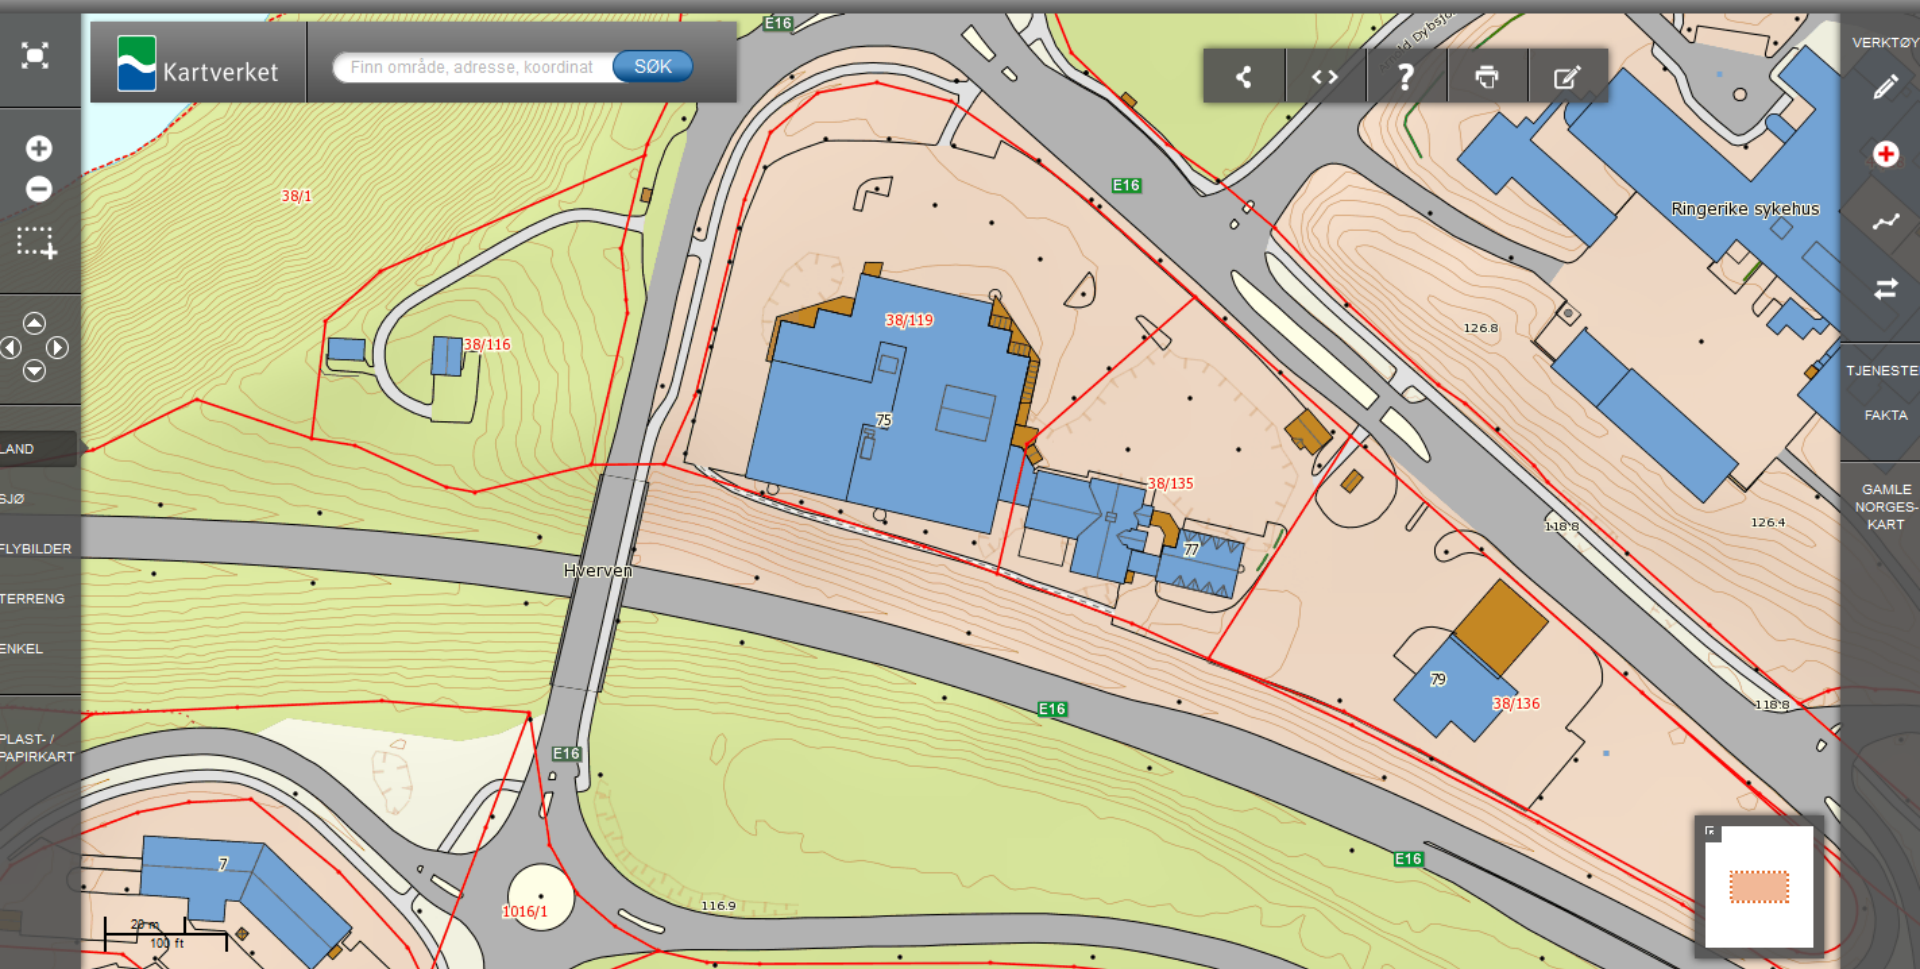 E16
Kartverket
Finn område, adresse, koordinat
SØK
VERKTØY
38/1
E16
Ringerike sykehus
38/119
38/116
126.8
TJENESTE
75
FAKTA
LAND
38/135
GAMLE
NORGES-
KART
SJØ
118.8
126.4
FLYBILDER
77
Hverven
TERRENG
ENKEL
79
38/136
118.8
E16
PLAST- /
PAPIRKART
E16
7
E16
116.9
1016/1
20 m
100 ft